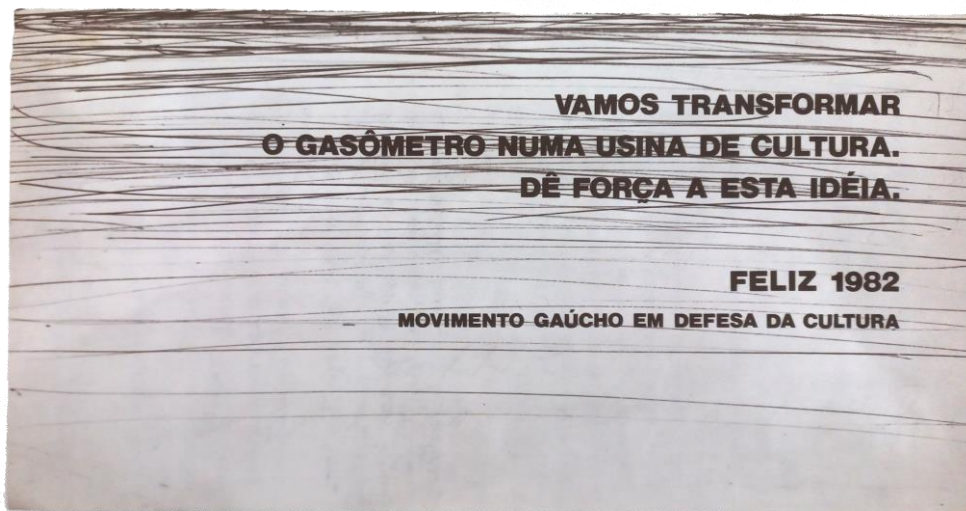 VAMOS TRANSFORMAR
O GASÔMETRO NUMA USINA DE CULTURA.
DÊ FORÇA A ESTA IDÉIA.
FELIZ 1982
MOVIMENTO GAÚCHO EM DEFESA DA CULTURA